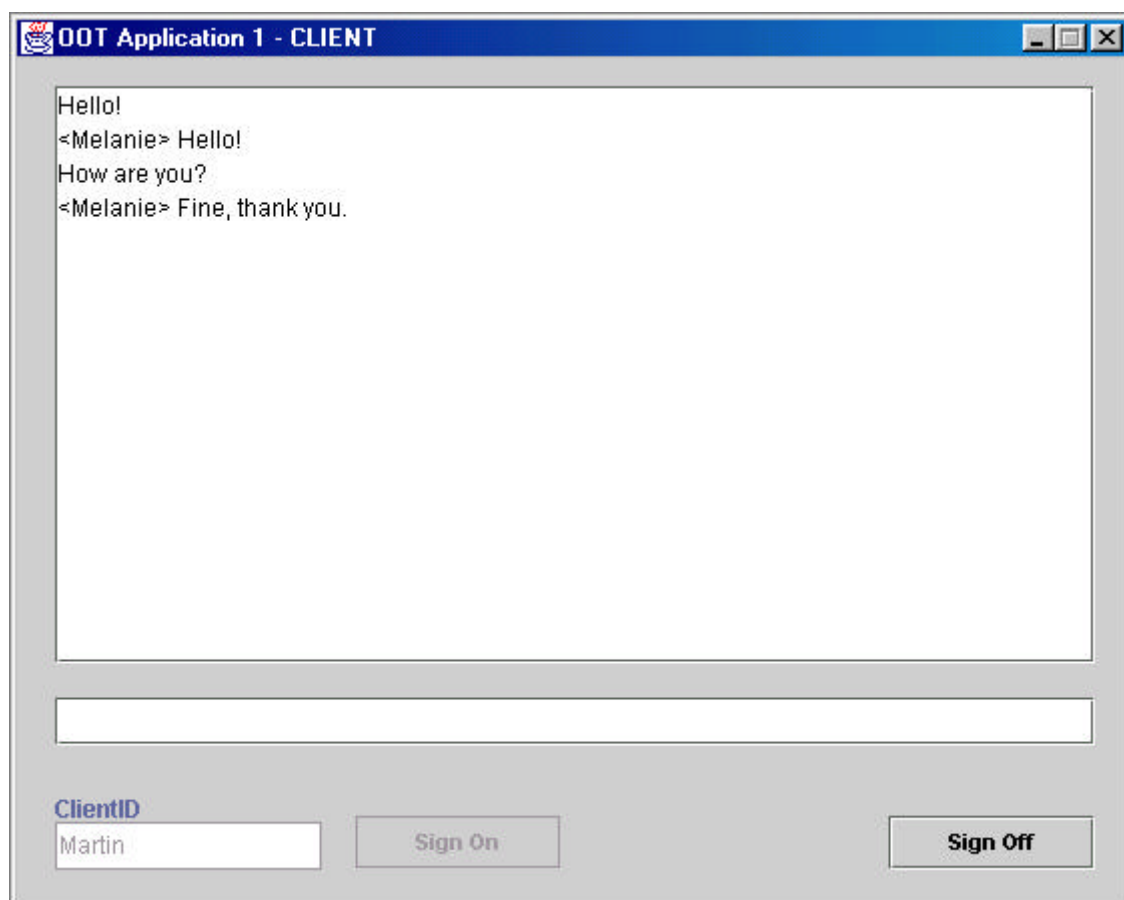 OOT Application 1 - CLIENT
Hello!
<Melanie> Hello!
How are you?
<Melanie> Fine, thank you.
ClientID
Martin
Sign On
Sign Off